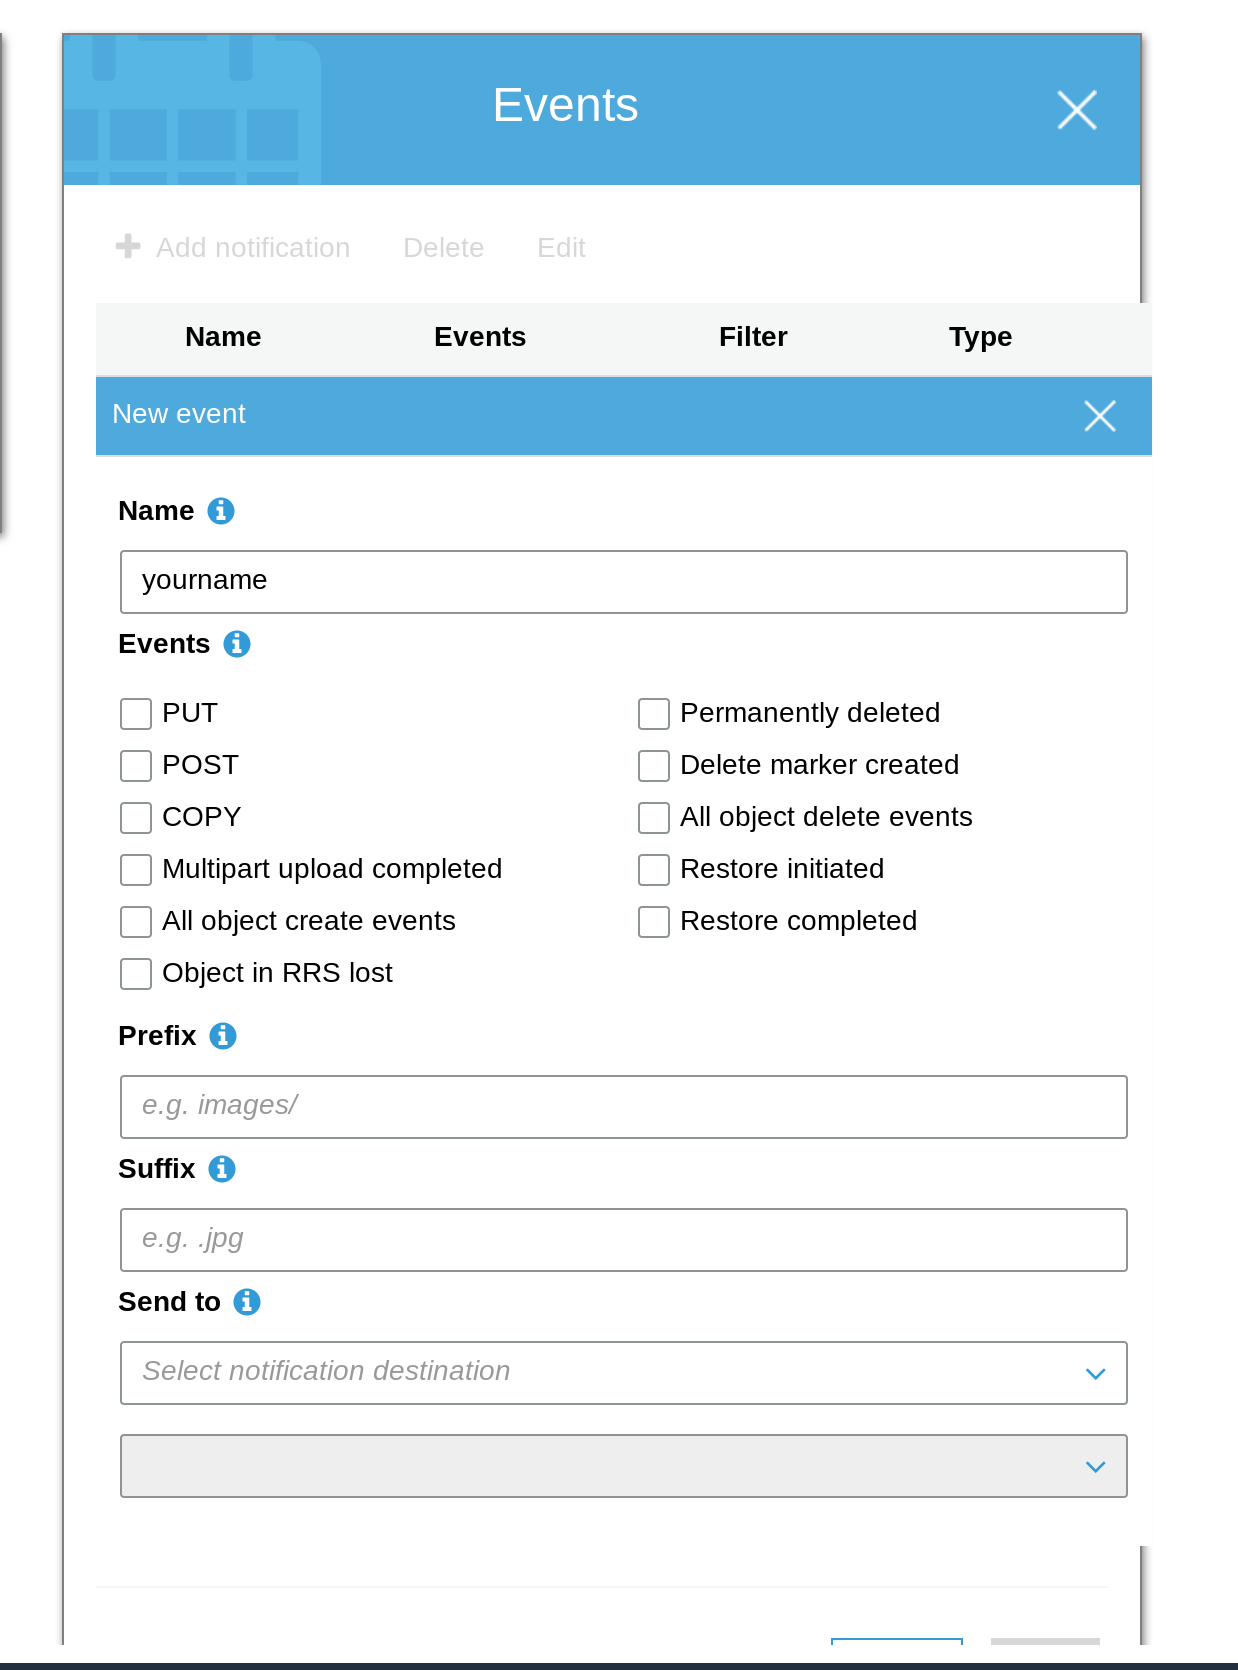 Events
Add notification Delete Edit
Name Events Filter Type
New event
Name
yourname
Events
PUT Permanently deleted
POST Delete marker created
COPY All object delete events
Multipart upload completed Restore initiated
All object create events Restore completed
Object in RRS lost
Prefix
e.g. images/
Suffix
e.g. .jpg
Send to
Select notification destination